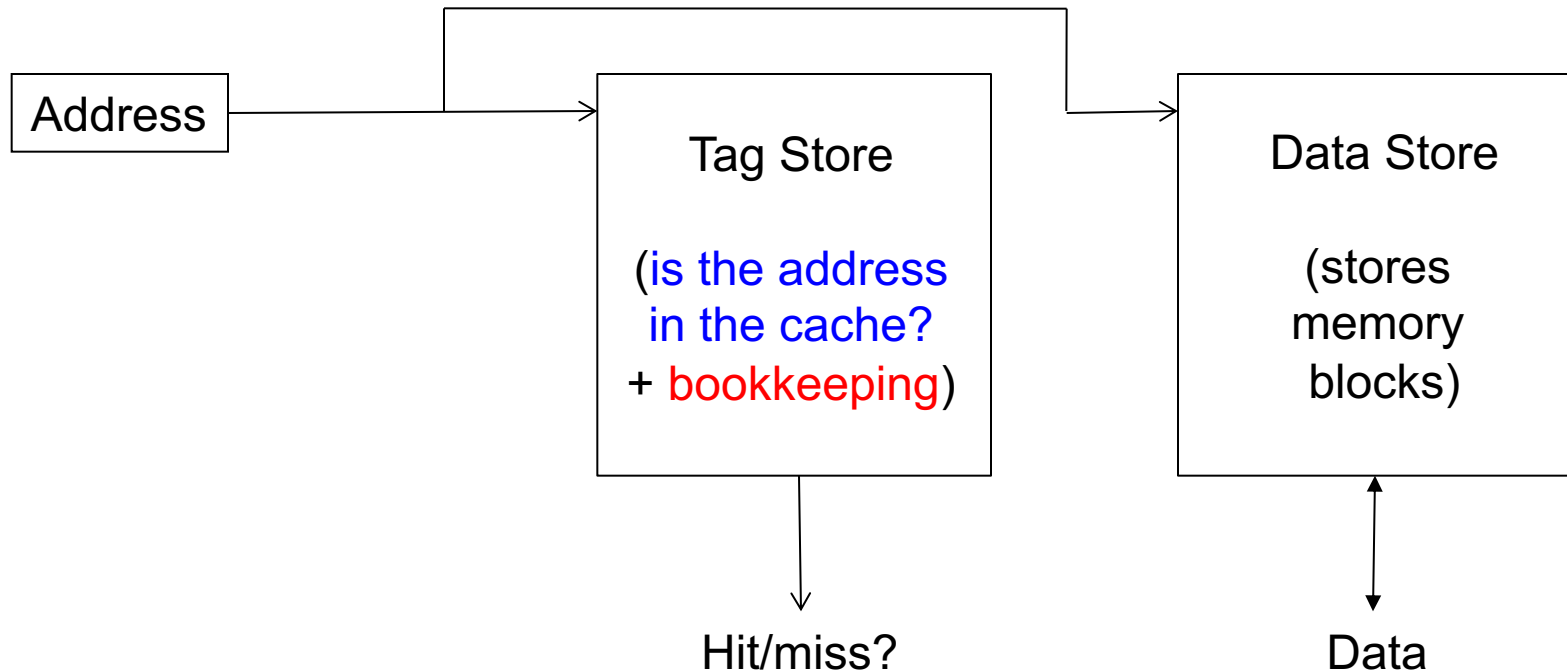 Address
Tag Store
(is the address
in the cache?
+ bookkeeping)
Data Store
(stores
memory
blocks)
Hit/miss?
Data